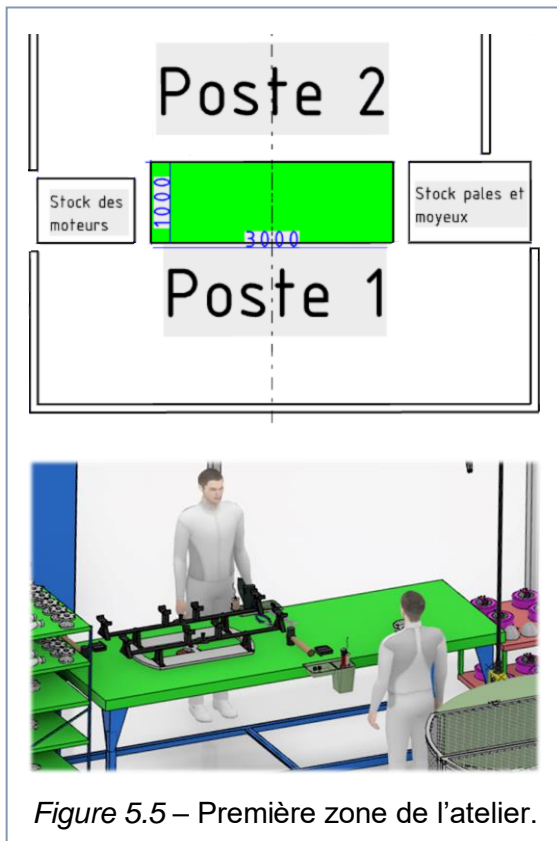 Poste 2
Stock des
moteurs
1000
3000
Stock pales et
moyeux
Poste 1
Figure 5.5 – Première zone de l'atelier.